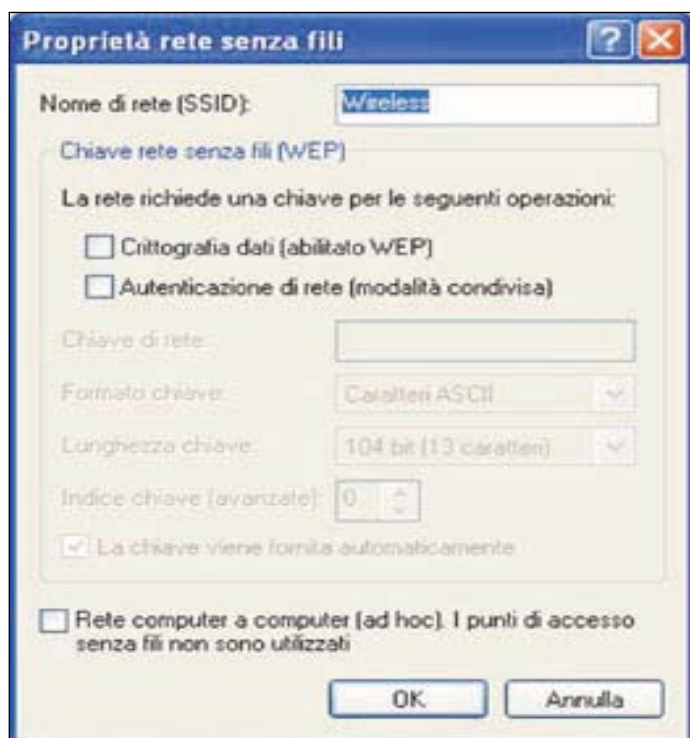 Proprietà rete senza fili
Nome di rete (SSID): Wireless
Chiave rete senza fili (WEP)
La rete richiede una chiave per le seguenti operazioni:
Crittografia dati (abilitato WEP)
Autenticazione di rete (modalità condivisa)
Chiave di rete:
Formato chiave: Caratteri ASCII
Lunghezza chiave: 104 bit (13 caratteri)
Indice chiave (avanzate): 0
La chiave viene fornita automaticamente
Rete computer a computer (ad hoc). I punti di accesso
senza fili non sono utilizzati
OK Annulla